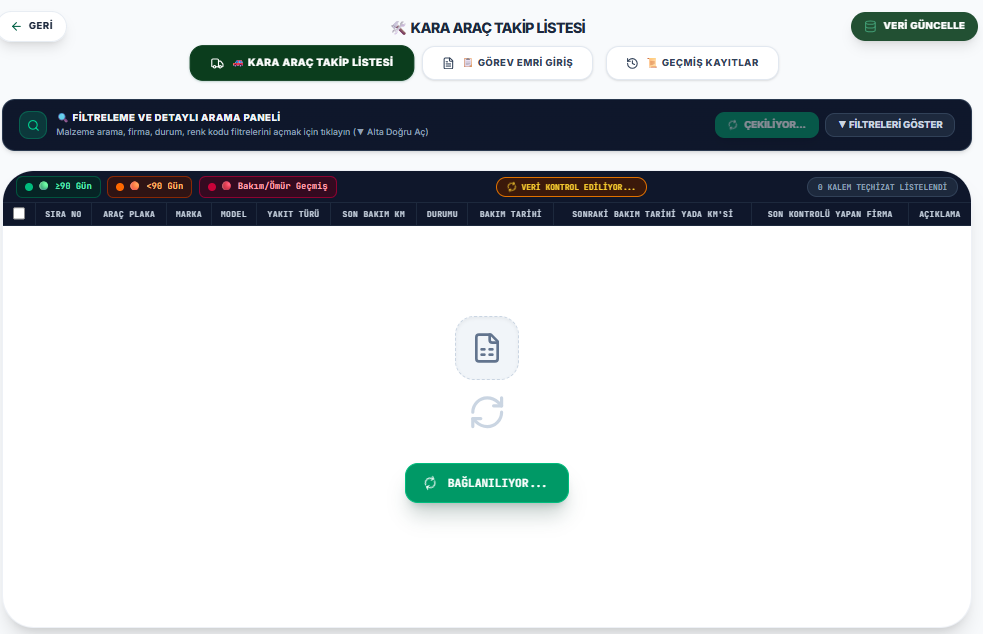 GERİ
KARA ARAÇ TAKİP LİSTESİ
VERİ GÜNCELLE
KARA ARAÇ TAKİP LİSTESİ
GÖREV EMRİ GİRİŞ
GEÇMİŞ KAYITLAR
FİLTRELEME VE DETAYLI ARAMA PANELİ
Malzeme arama, firma, durum, renk kodu filtrelerini açmak için tıklayın (▼ Alta Doğru Aç)
ÇEKİLİYOR...
▼ FİLTRELERİ GÖSTER
≥90 Gün
<90 Gün
Bakım/Ömür Geçmiş
VERİ KONTROL EDİLİYOR...
0 KALEM TEÇHİZAT LİSTELENDİ
SIRA NO ARAÇ PLAKA MARKA MODEL YAKIT TÜRÜ SON BAKIM KM DURUMU BAKIM TARİHİ SONRAKİ BAKIM TARİHİ YADA KM'Sİ SON KONTROLÜ YAPAN FİRMA AÇIKLAMA
BAĞLANILIYOR...